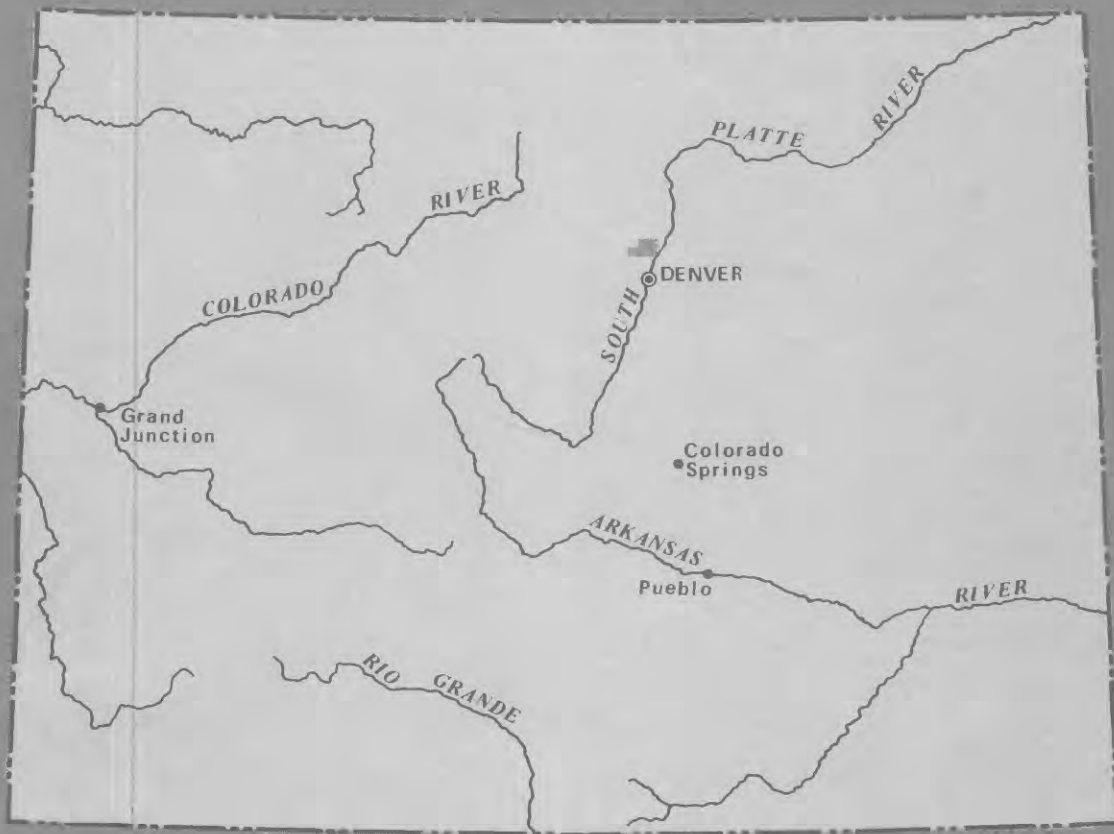 PLATTE RIVER
COLORADO RIVER
SOUTH
DENVER
Grand
Junction
Colorado
Springs
ARKANSAS RIVER
Pueblo
RIO GRANDE